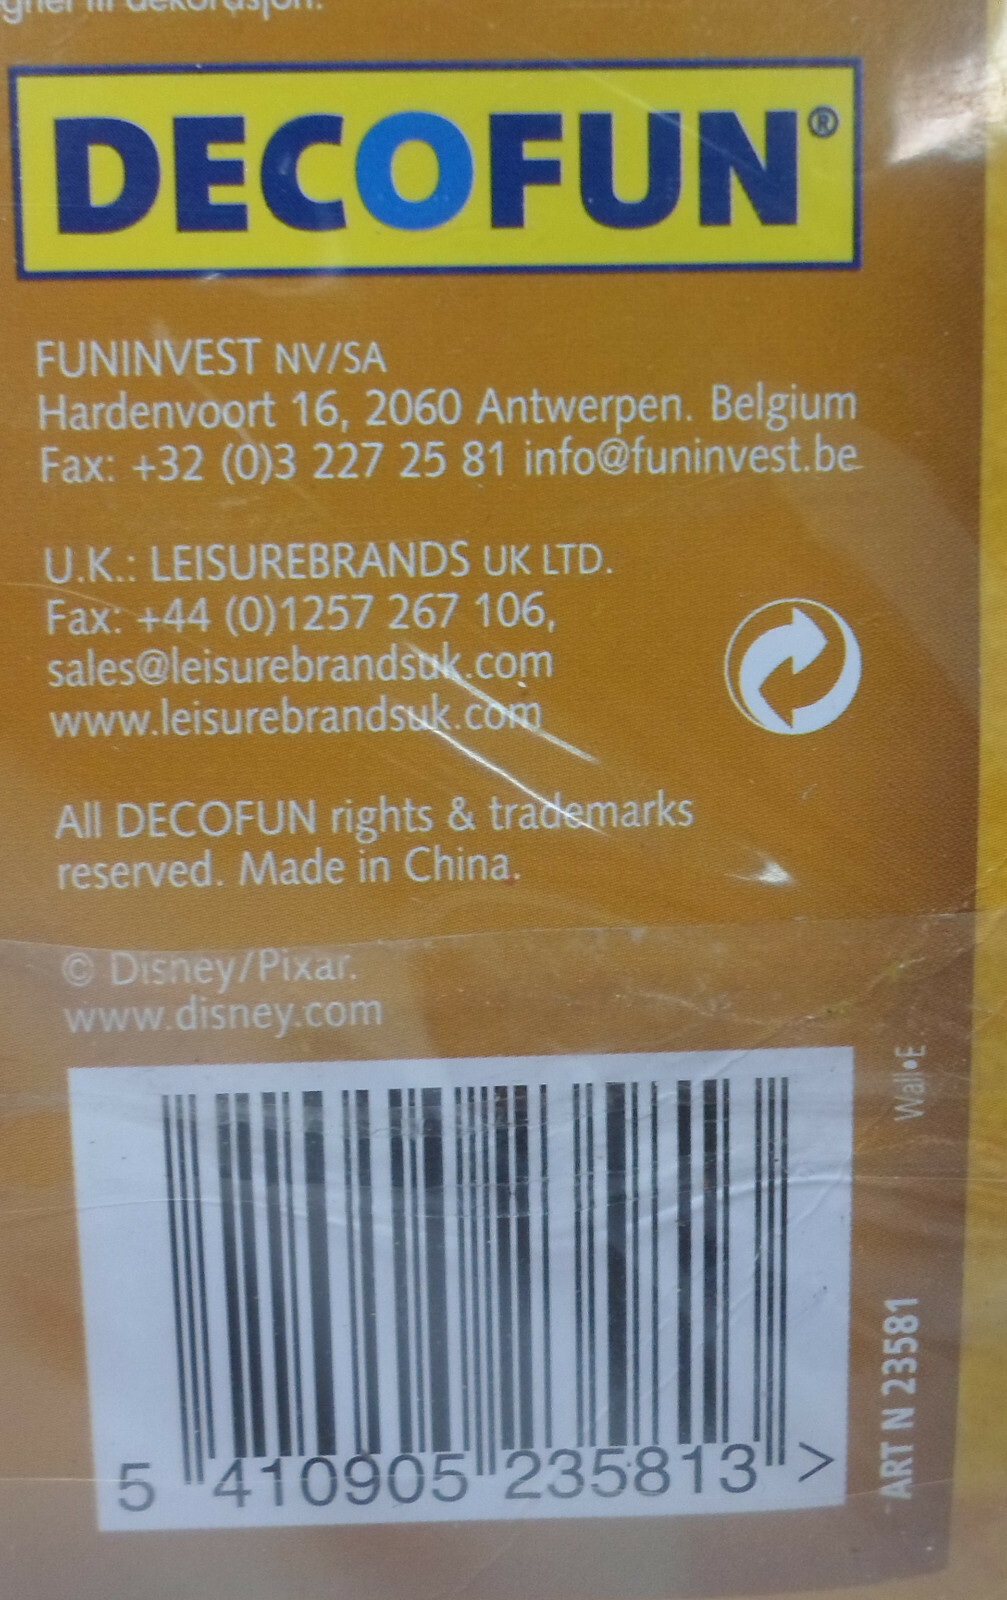 dekorasjon.
DECOFUN®
FUNINVEST NV/SA
Hardenvoort 16, 2060 Antwerpen. Belgium
Fax: +32 (0)3 227 25 81 info@funinvest.be
U.K.: LEISUREBRANDS UK LTD.
Fax: +44 (0)1257 267 106,
sales@leisurebrandsuk.com
www.leisurebrandsuk.com
All DECOFUN rights & trademarks
reserved. Made in China.
© Disney/Pixar.
www.disney.com
Wall•E
ART N 23581
5 410905 235813 >